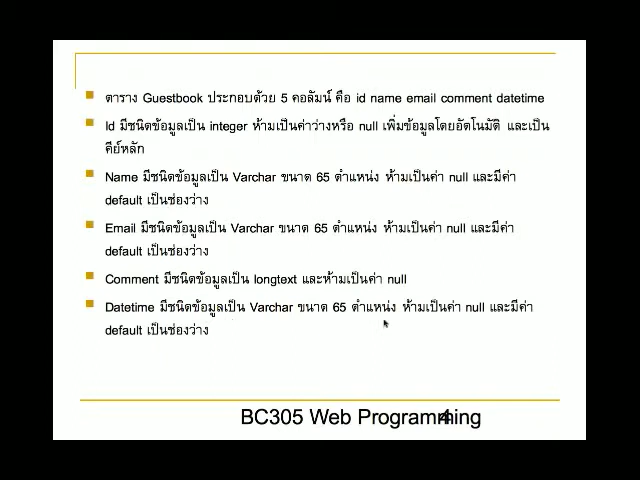 ตาราง Guestbook ประกอบด้วย 5 คอลัมน์ คือ id name email comment datetime
Id มีชนิดข้อมูลเป็น integer ห้ามเป็นค่าว่างหรือ null เพิ่มข้อมูลโดยอัตโนมัติ และเป็น
คีย์หลัก
Name มีชนิดข้อมูลเป็น Varchar ขนาด 65 ตำแหน่ง ห้ามเป็นค่า null และมีค่า
default เป็นช่องว่าง
Email มีชนิดข้อมูลเป็น Varchar ขนาด 65 ตำแหน่ง ห้ามเป็นค่า null และมีค่า
default เป็นช่องว่าง
Comment มีชนิดข้อมูลเป็น longtext และห้ามเป็นค่า null
Datetime มีชนิดข้อมูลเป็น Varchar ขนาด 65 ตำแหน่ง ห้ามเป็นค่า null และมีค่า
default เป็นช่องว่าง
BC305 Web Programming
4